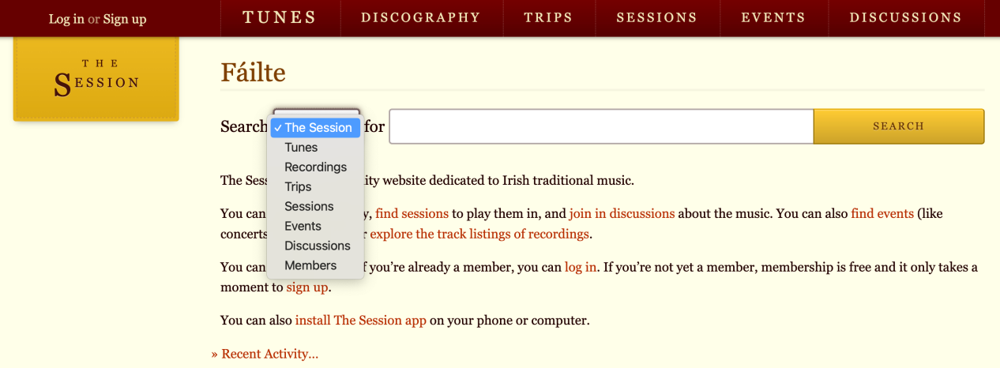 Log in or Sign up
TUNES
DISCOGRAPHY
TRIPS
SESSIONS
EVENTS
DISCUSSIONS
THE
SESSION
Fáilte
Search
for
SEARCH
✓ The Session
Tunes
Recordings
Trips
Sessions
Events
Discussions
Members
The Sess ity website dedicated to Irish traditional music.
You can y, find sessions to play them in, and join in discussions about the music. You can also find events (like
concerts r explore the track listings of recordings.
You can f you’re already a member, you can log in. If you’re not yet a member, membership is free and it only takes a
moment to sign up.
You can also install The Session app on your phone or computer.
» Recent Activity…